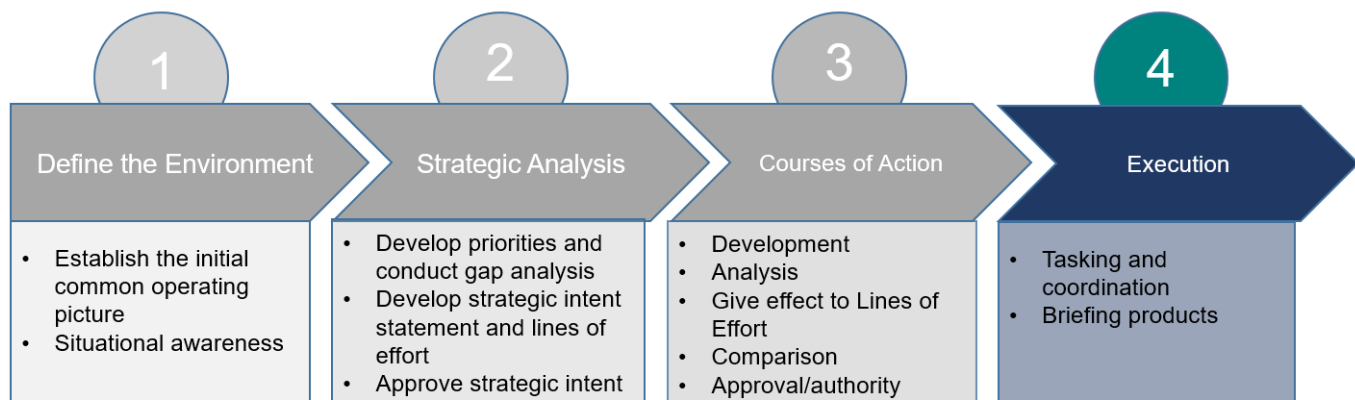 1
Define the Environment
• Establish the initial
common operating
picture
• Situational awareness
2
Strategic Analysis
• Develop priorities and
conduct gap analysis
• Develop strategic intent
statement and lines of
effort
• Approve strategic intent
3
Courses of Action
• Development
• Analysis
• Give effect to Lines of
Effort
• Comparison
• Approval/authority
4
Execution
• Tasking and
coordination
• Briefing products